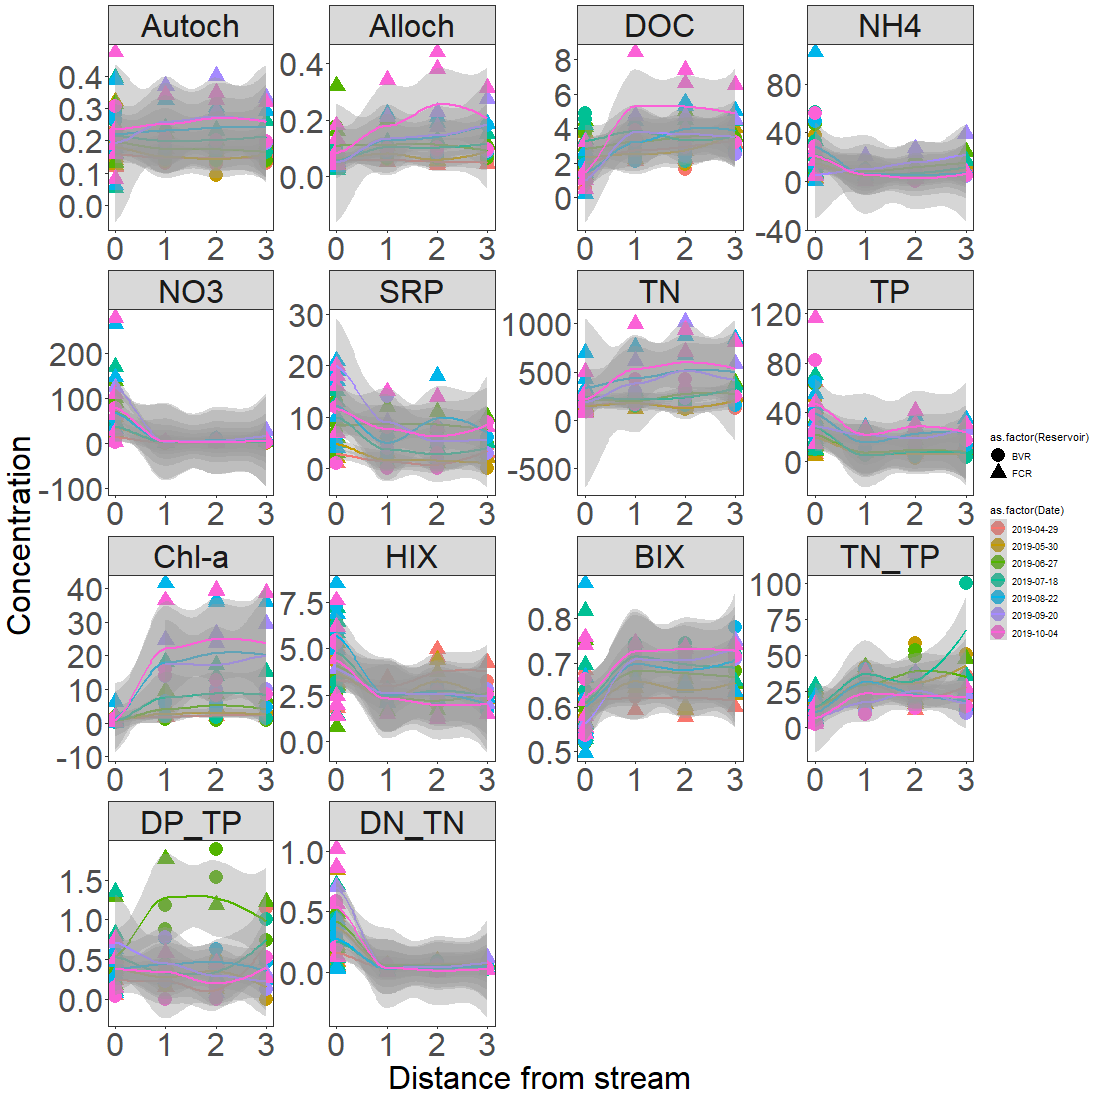 Autoch Alloch DOC NH4
0.4 0.3 0.2 0.1 0.0
0.4 0.2 0.0
8 6 4 2 0
80 40 0 -40
0 1 2 3 0 1 2 3 0 1 2 3 0 1 2 3
NO3 SRP TN TP
200 100 0 -100
30 20 10 0
1000 500 0 -500
120 80 40 0
0 1 2 3 0 1 2 3 0 1 2 3 0 1 2 3
Chl-a HIX BIX TN_TP
40 30 20 10 0 -10
7.5 5.0 2.5 0.0
0.8 0.7 0.6 0.5
100 75 50 25 0
0 1 2 3 0 1 2 3 0 1 2 3 0 1 2 3
DP_TP DN_TN
1.5 1.0 0.5 0.0
1.0 0.5 0.0
0 1 2 3 0 1 2 3
Concentration
Distance from stream
as.factor(Reservoir)
BVR
FCR
as.factor(Date)
2019-04-29
2019-05-30
2019-06-27
2019-07-18
2019-08-22
2019-09-20
2019-10-04